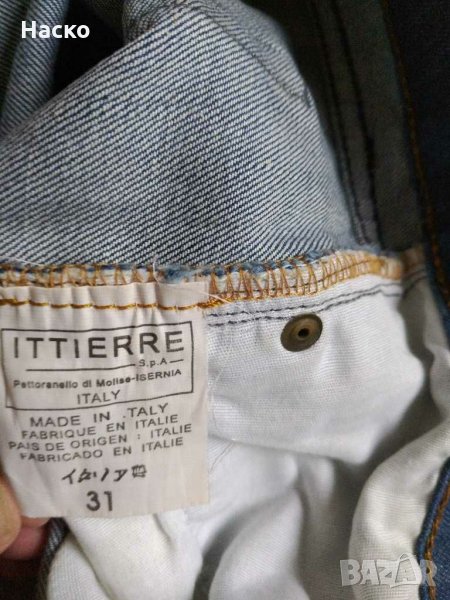 Наско
ITTIERRE
S.p.A
Pettoranello di Molise-ISERNIA
ITALY
MADE IN ITALY
FABRIQUE EN ITALIE
PAIS DE ORIGEN : ITALIE
FABRICADO EN ITALIE
イタリア製
31
BAZAR